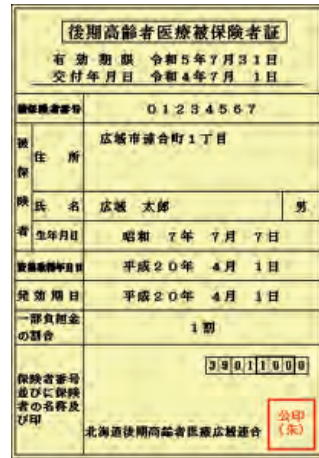 後期高齢者医療被保険者証
有効期限 令和5年7月31日
交付年月日 令和4年7月 1日
被保険者番号 01234567
被保険者
住所 広域市連合町1丁目
氏名 広域 太郎 男
生年月日 昭和 7年 7月 7日
資格取得年月日 平成20年 4月 1日
発効期日 平成20年 4月 1日
一部負担金の割合 1割
保険者番号
並びに保険
者の名称及
び印
39011000
北海道後期高齢者医療広域連合
公印
(朱)